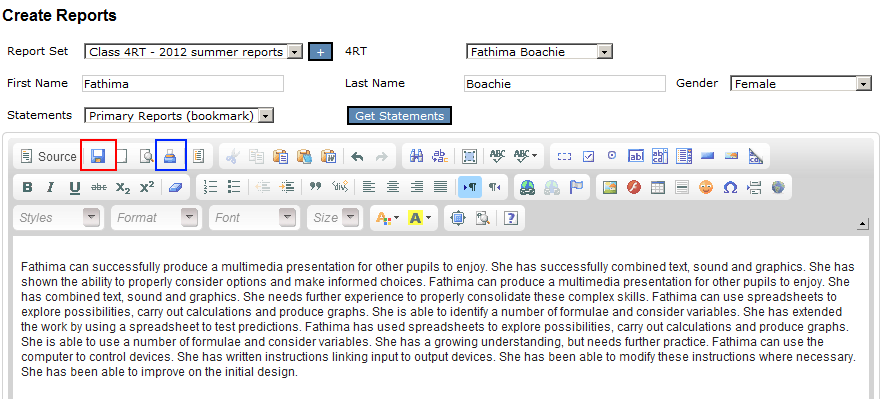 Create Reports
Report Set Class 4RT - 2012 summer reports + 4RT Fathima Boachie
First Name Fathima Last Name Boachie Gender Female
Statements Primary Reports (bookmark) Get Statements
Source
B I U abc X₂ X²
Styles Format Font Size A A ?
Fathima can successfully produce a multimedia presentation for other pupils to enjoy. She has successfully combined text, sound and graphics. She has
shown the ability to properly consider options and make informed choices. Fathima can produce a multimedia presentation for other pupils to enjoy. She
has combined text, sound and graphics. She needs further experience to properly consolidate these complex skills. Fathima can use spreadsheets to
explore possibilities, carry out calculations and produce graphs. She is able to identify a number of formulae and consider variables. She has extended
the work by using a spreadsheet to test predictions. Fathima has used spreadsheets to explore possibilities, carry out calculations and produce graphs.
She is able to use a number of formulae and consider variables. She has a growing understanding, but needs further practice. Fathima can use the
computer to control devices. She has written instructions linking input to output devices. She has been able to modify these instructions where necessary.
She has been able to improve on the initial design.